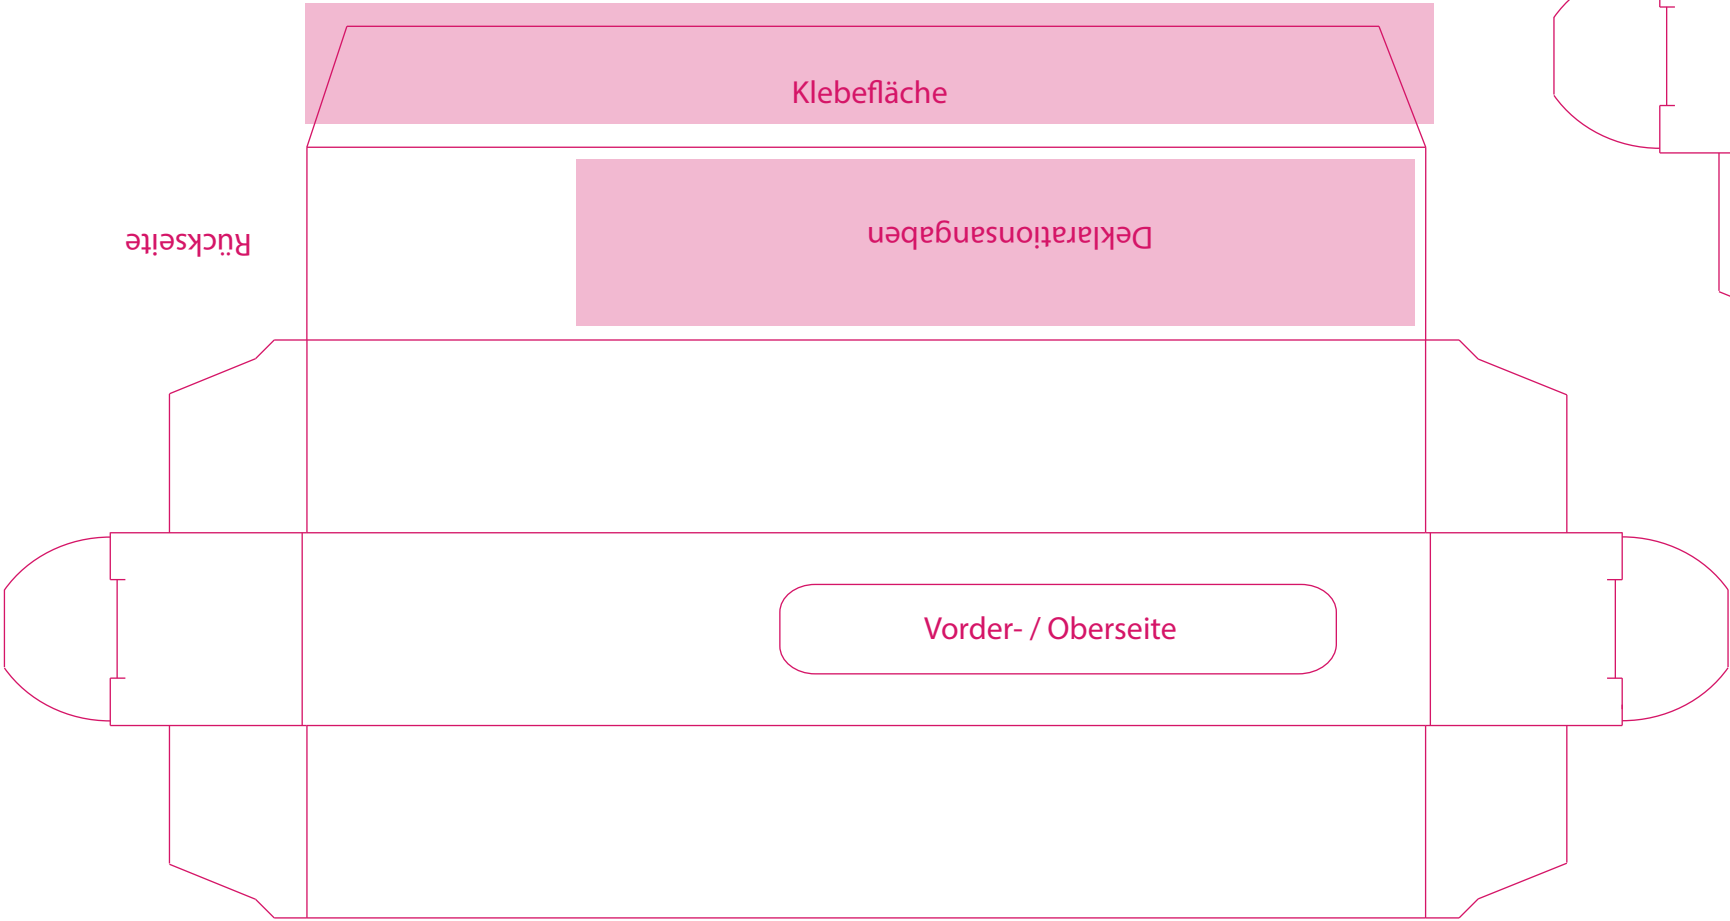 Klebefläche
Rückseite
Deklarationsangaben
Vorder- / Oberseite